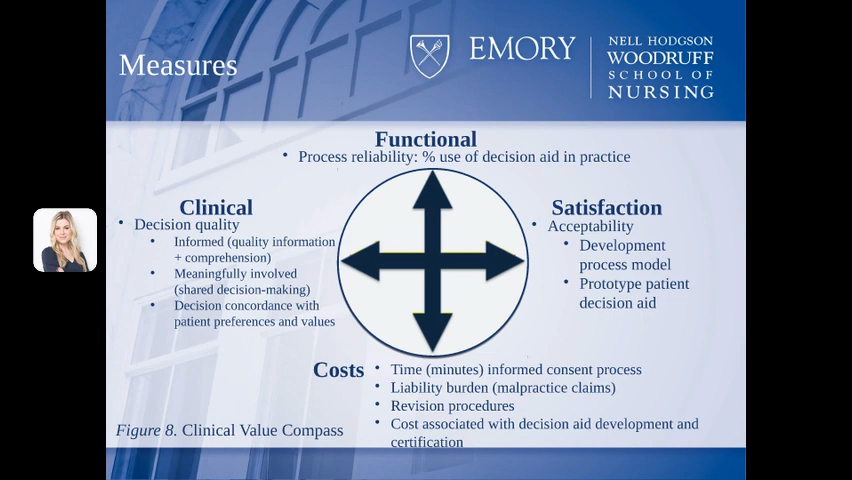 Measures
EMORY
NELL HODGSON
WOODRUFF
SCHOOL OF
NURSING
Functional
• Process reliability: % use of decision aid in practice
Clinical
• Decision quality
• Informed (quality information
+ comprehension)
• Meaningfully involved
(shared decision-making)
• Decision concordance with
patient preferences and values
Satisfaction
• Acceptability
• Development
process model
• Prototype patient
decision aid
Costs
• Time (minutes) informed consent process
• Liability burden (malpractice claims)
• Revision procedures
• Cost associated with decision aid development and
certification
Figure 8. Clinical Value Compass